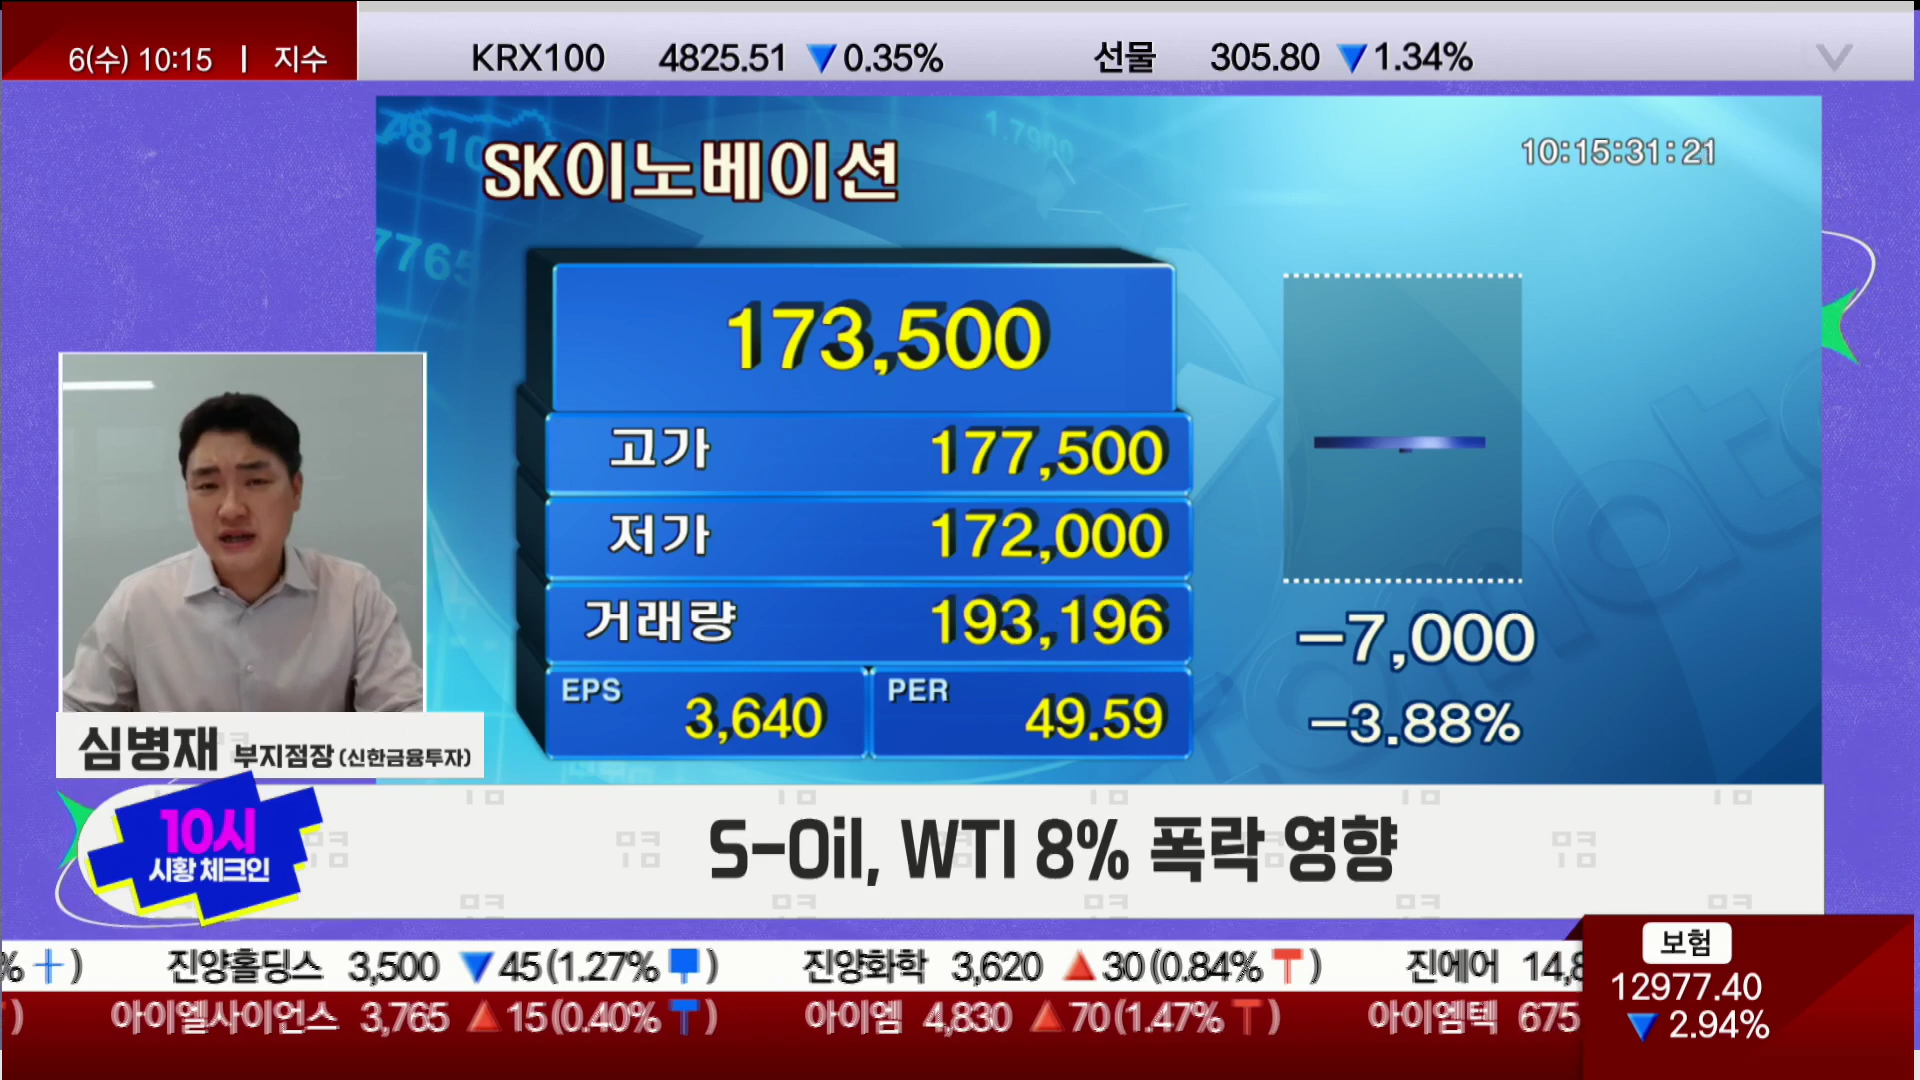 6(수) 10:15 | 지수
KRX100 4825.51 ▼0.35% 선물 305.80 ▼1.34%
SK이노베이션
10:15:31:21
173,500
고가 177,500
저가 172,000
거래량 193,196
EPS 3,640 PER 49.59
-7,000
-3.88%
심병재 부지점장 (신한금융투자)
10시
시황 체크인
S-Oil, WTI 8% 폭락 영향
진양홀딩스 3,500 ▼45(1.27%) 진양화학 3,620 ▲30(0.84%) 진에어 14,8
아이엘사이언스 3,765 ▲15(0.40%) 아이엠 4,830 ▲70(1.47%) 아이엠텍 675
보험
12977.40
▼2.94%